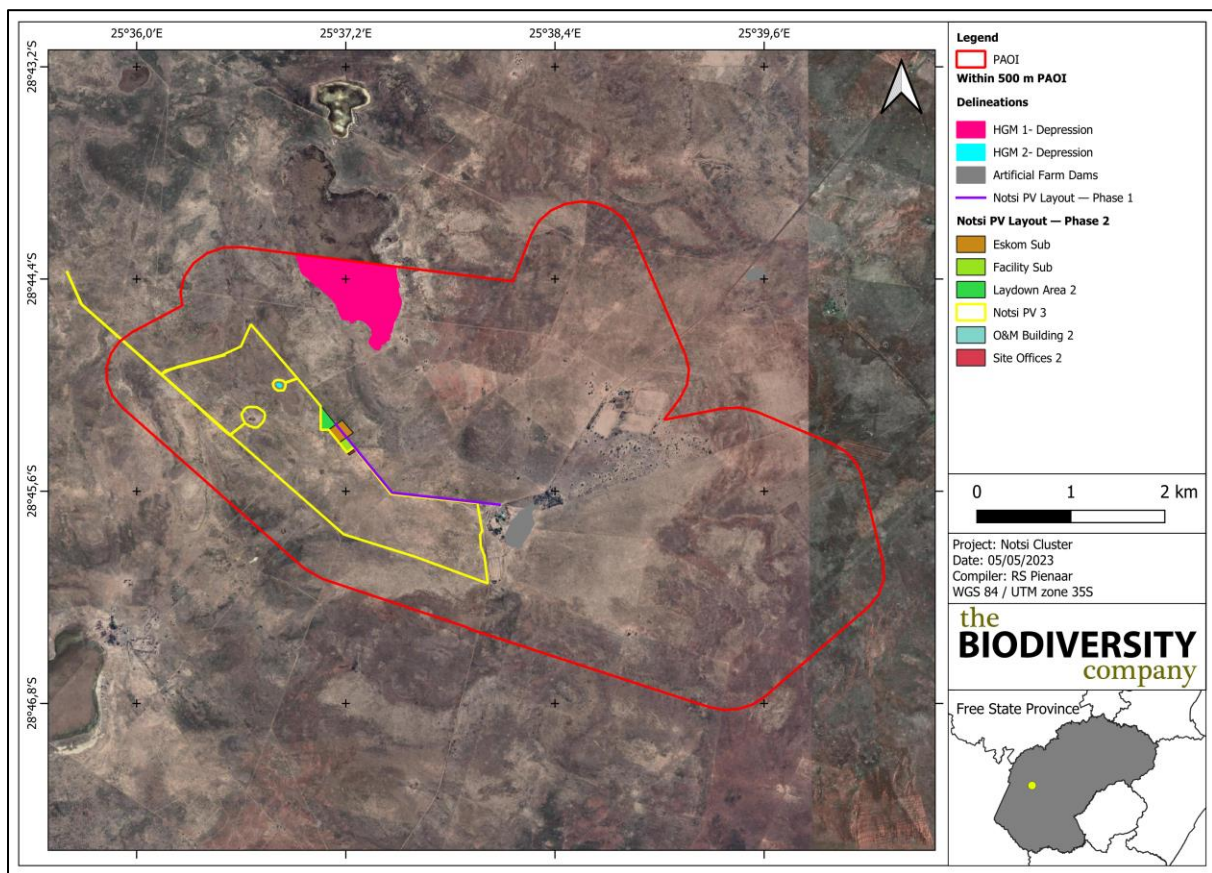 25°36,0'E
25°37,2'E
25°38,4'E
25°39,6'E
28°43,2'S
28°44,4'S
28°45,6'S
28°46,8'S
Legend
PAOI
Within 500 m PAOI
Delineations
HGM 1- Depression
HGM 2- Depression
Artificial Farm Dams
Notsi PV Layout — Phase 1
Notsi PV Layout — Phase 2
Eskom Sub
Facility Sub
Laydown Area 2
Notsi PV 3
O&M Building 2
Site Offices 2
0 1 2 km
Project: Notsi Cluster
Date: 05/05/2023
Compiler: RS Pienaar
WGS 84 / UTM zone 35S
the
BIODIVERSITY
company
Free State Province